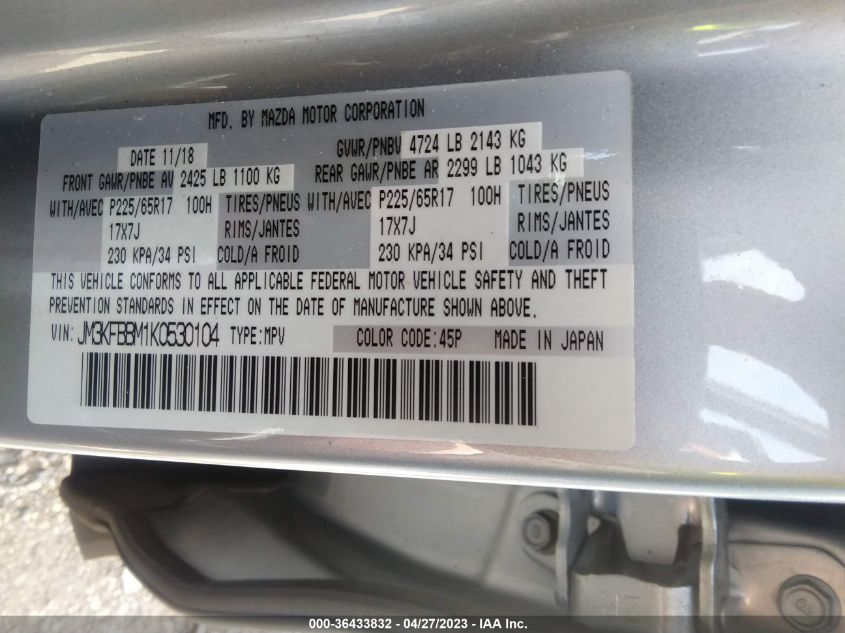 MFD. BY MAZDA MOTOR CORPORATION
DATE 11/18 GVWR/PNBV 4724 LB 2143 KG
FRONT GAWR/PNBE AV 2425 LB 1100 KG REAR GAWR/PNBE AR 2299 LB 1043 KG
WITH/AVEC P225/65R17 100H TIRES/PNEUS WITH/AVEC P225/65R17 100H TIRES/PNEUS
17X7J RIMS/JANTES 17X7J RIMS/JANTES
230 KPA/34 PSI COLD/A FROID 230 KPA/34 PSI COLD/A FROID
THIS VEHICLE CONFORMS TO ALL APPLICABLE FEDERAL MOTOR VEHICLE SAFETY AND THEFT
PREVENTION STANDARDS IN EFFECT ON THE DATE OF MANUFACTURE SHOWN ABOVE.
VIN: JM3KFBBM1K0530104 TYPE:MPV COLOR CODE:45P MADE IN JAPAN
000-36433832 - 04/27/2023 - IAA Inc.